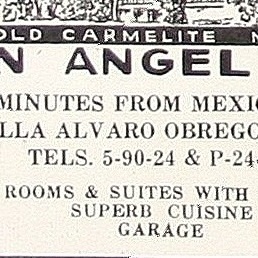 OLD CARMELITE
N ANGEL
MINUTES FROM MEXIC
LLA ALVARO OBREGO
TELS. 5-90-24 & P-24
ROOMS & SUITES WITH
SUPERB CUISINE
GARAGE